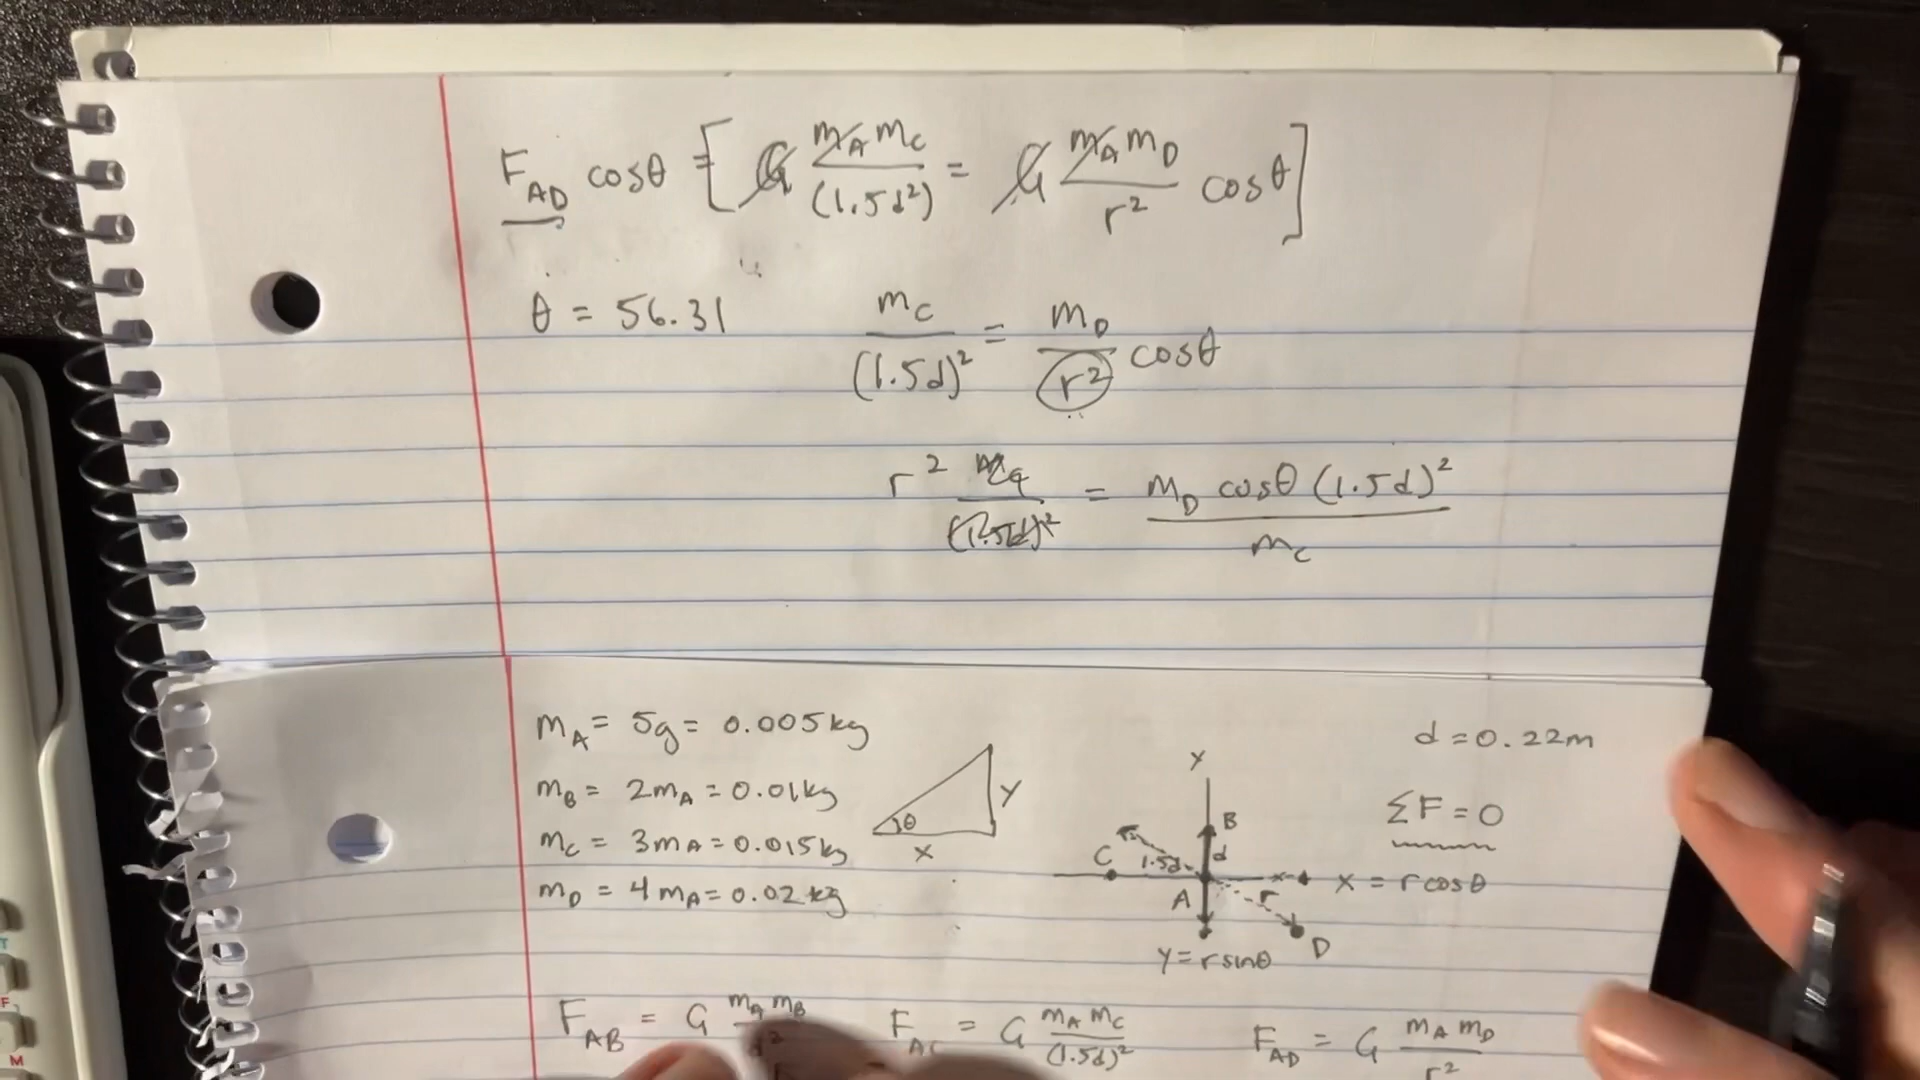 F_AD cosθ = [G m_A m_C / (1.5d²) = G m_A m_D / r² cosθ]
θ = 56.31
m_C / (1.5d)² = m_D / r² cosθ
r² m_C / (1.5d)² = m_D cosθ (1.5d)² / m_C
m_A = 5g = 0.005kg
d = 0.22m
m_B = 2m_A = 0.01kg
m_C = 3m_A = 0.015kg
m_D = 4m_A = 0.02kg
θ
y
x
y
B
d
C
1.5d
A
x
r
D
x = rcosθ
y = rsinθ
ΣF = 0
F_AB = G m_A m_B / d²
F_AC = G m_A m_C / (1.5d)²
F_AD = G m_A m_D / r²